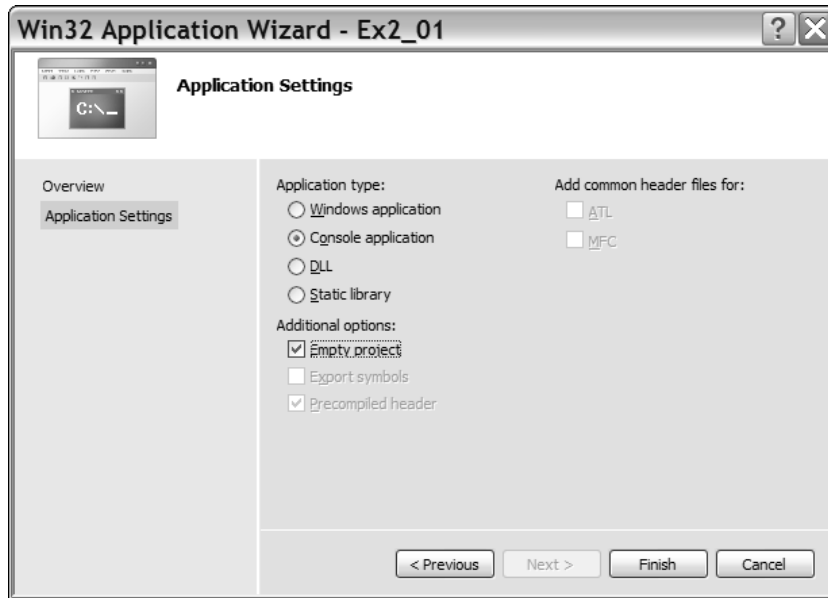 Win32 Application Wizard - Ex2_01
Application Settings
C:\_
Overview
Application Settings
Application type:
Windows application
Console application
DLL
Static library
Additional options:
Empty project
Export symbols
Precompiled header
Add common header files for:
ATL
MFC
< Previous
Next >
Finish
Cancel